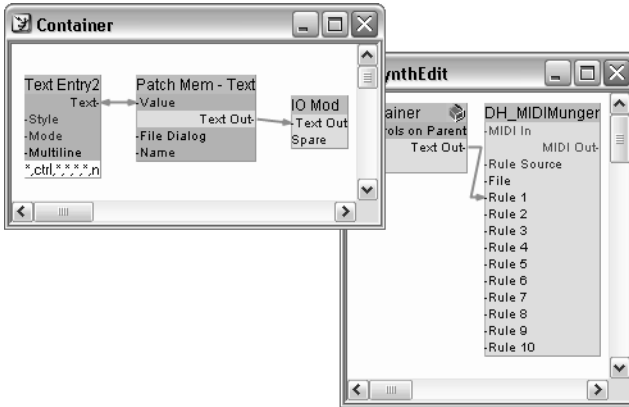 Container
Text Entry2
Text
Style
Mode
Multiline
*,ctrl,*,*,*,*,n
Patch Mem - Text
Value
Text Out
File Dialog
Name
IO Mod
Text Out
Spare
ynthEdit
ainer
ols on Parent
Text Out
DH_MIDIMunger
MIDI In
MIDI Out
Rule Source
File
Rule 1
Rule 2
Rule 3
Rule 4
Rule 5
Rule 6
Rule 7
Rule 8
Rule 9
Rule 10